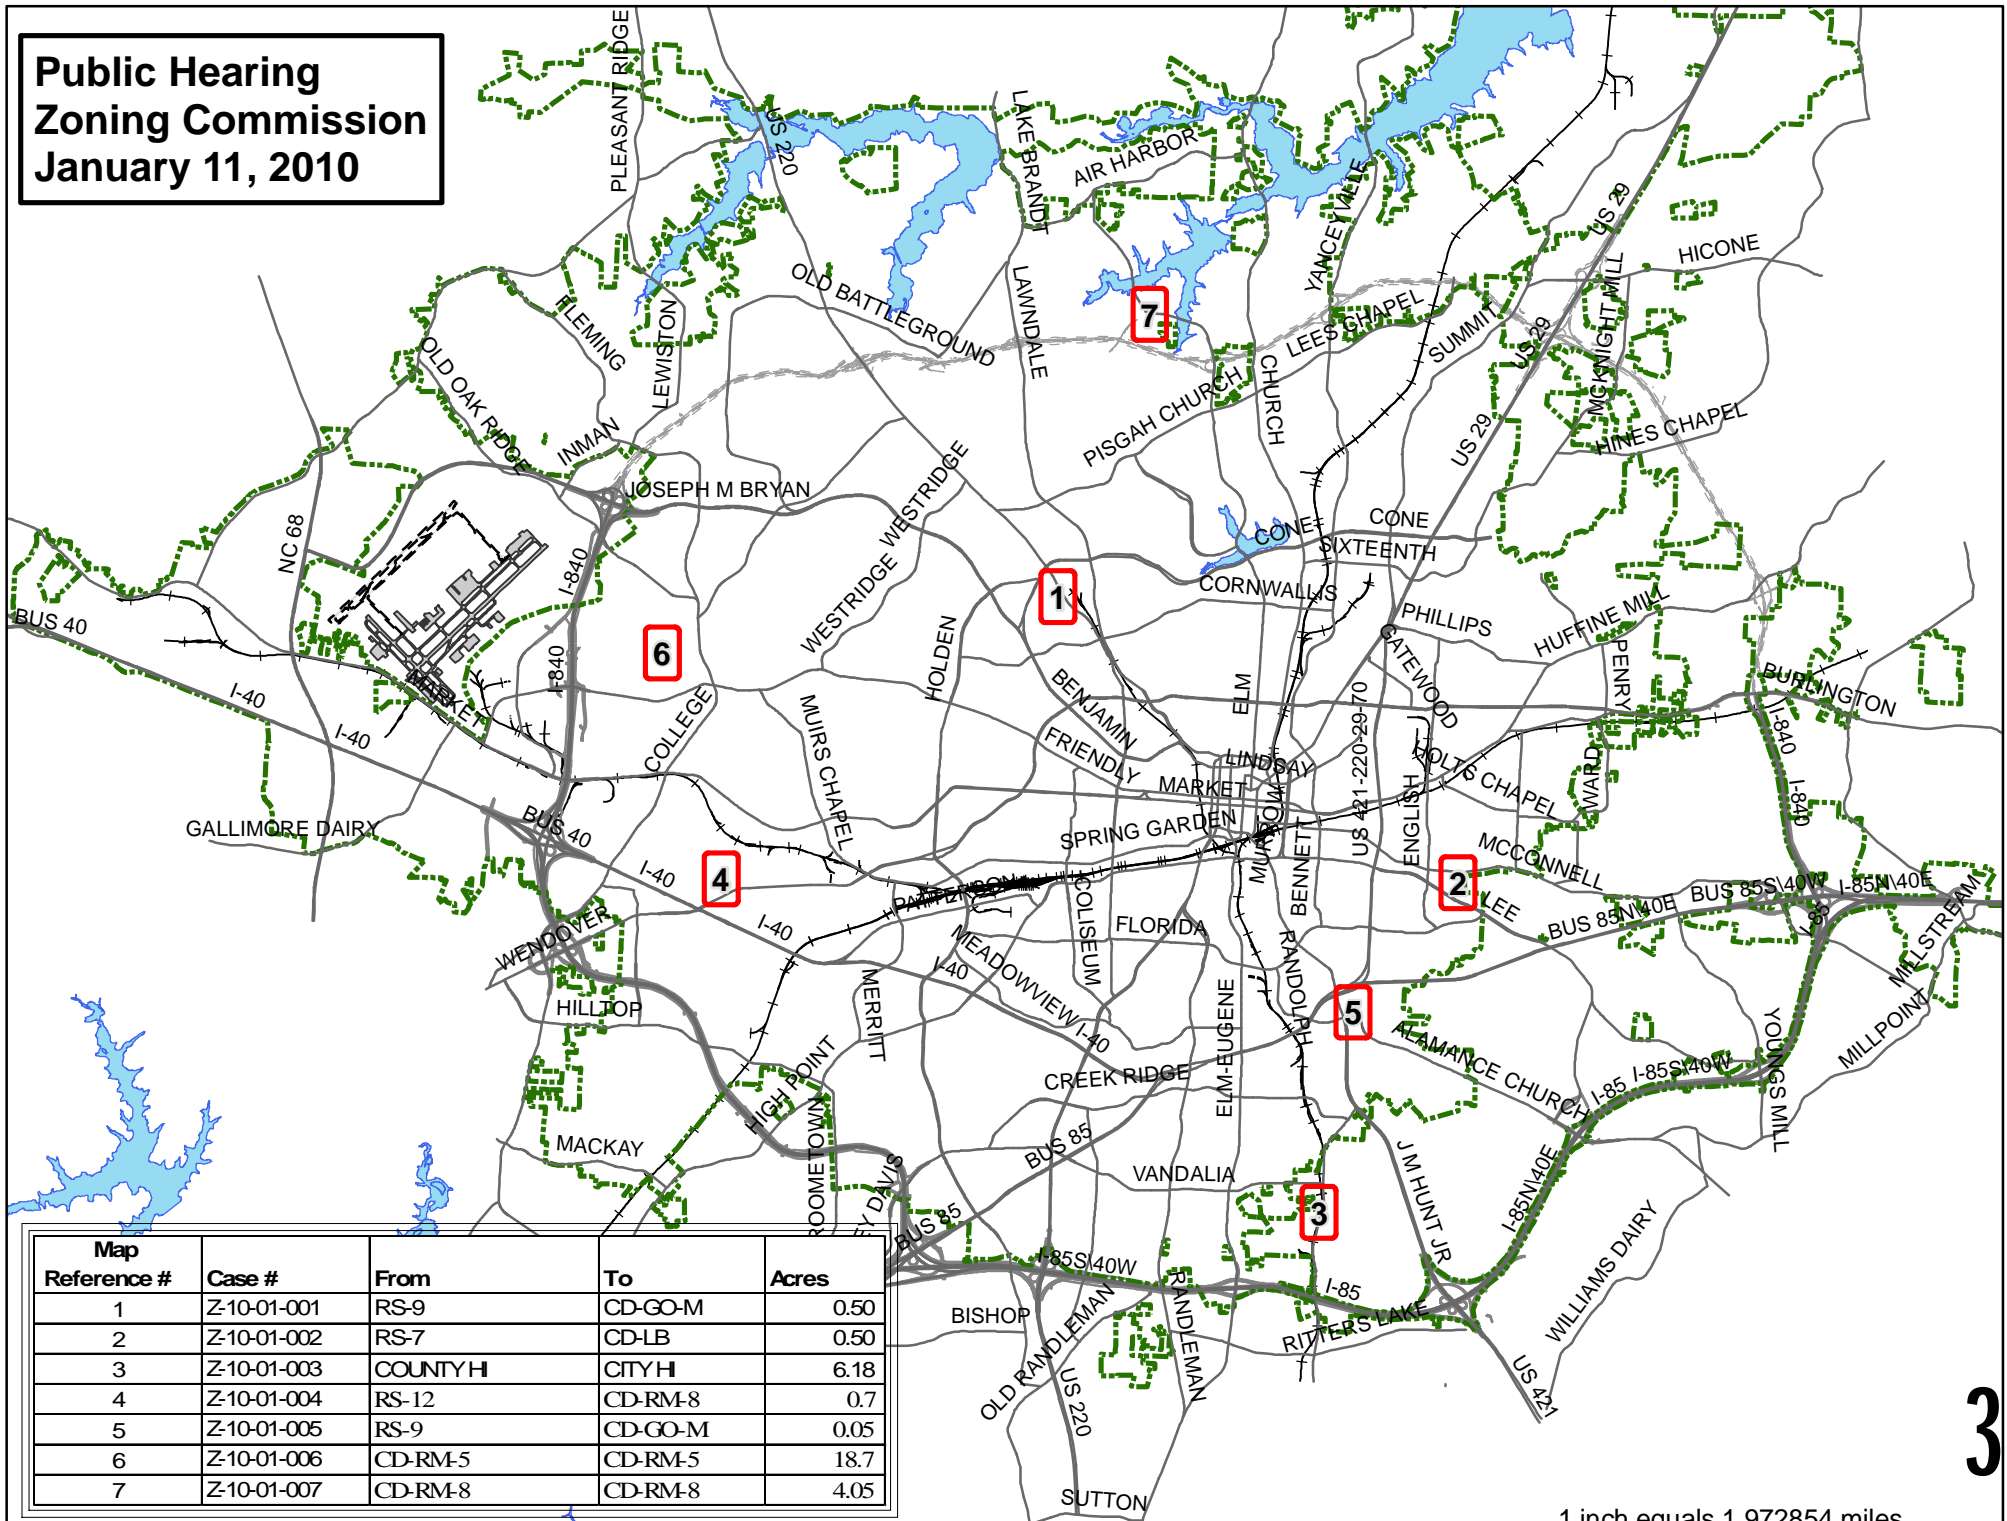 Public Hearing
Zoning Commission
January 11, 2010
PLEASANT RIDGE
US 220
LAKE BRANDT
AIR HARBOR
YANCEYVILLE
US 29
HICONE
OLD BATTLEGROUND
LAWNDALE
7
FLEMING
LEWISTON
LEES CHAPEL
SUMMIT
US 29
MCKNIGHT MILL
OLD OAK RIDGE
INMAN
PISGAH CHURCH
CHURCH
US 29
HINES CHAPEL
JOSEPH M BRYAN
WESTRIDGE
WESTRIDGE
NC 68
I-840
CONE
CONE
SIXTEENTH
CORNWALLIS
1
BUS 40
6
HOLDEN
PHILLIPS
HUFFINE MILL
GATEWOOD
PENRY
I-840
I-40
MARKET
I-40
COLLEGE
MUIRS CHAPEL
BENJAMIN
FRIENDLY
ELM
LINDSAY
MARKET
US 421-220-29-70
HOLTS CHAPEL
WARD
BURLINGTON
I-840
I-840
GALLIMORE DAIRY
BUS 40
SPRING GARDEN
MURROW
BENNETT
ENGLISH
MCCONNELL
4
I-40
PATTERSON
COLISEUM
2
LEE
BUS 85S\40W
I-85N\40E
BUS 85N\40E
I-85
MILLSTREAM
WENDOVER
I-40
MEADOWVIEW
I-40
FLORIDA
RANDOLPH
HILLTOP
MERRITT
I-40
ELM-EUGENE
5
ALAMANCE CHURCH
YOUNGS MILL
MILLPOINT
CREEK RIDGE
I-85
I-85S\40W
HIGH POINT
MACKAY
BUS 85
VANDALIA
J M HUNT JR
I-85N\40E
ROOMETOWN
EY DAVIS
BUS 85
3
I-85S\40W
I-85
WILLIAMS DAIRY
BISHOP
OLD RANDLEMAN
RANDLEMAN
RITTERS LAKE
US 220
US 421
SUTTON
Map Reference # Case # From To Acres
1 Z-10-01-001 RS-9 CD-GO-M 0.50
2 Z-10-01-002 RS-7 CD-LB 0.50
3 Z-10-01-003 COUNTY HI CITY HI 6.18
4 Z-10-01-004 RS-12 CD-RM-8 0.7
5 Z-10-01-005 RS-9 CD-GO-M 0.05
6 Z-10-01-006 CD-RM-5 CD-RM-5 18.7
7 Z-10-01-007 CD-RM-8 CD-RM-8 4.05
3
1 inch equals 1.972854 miles